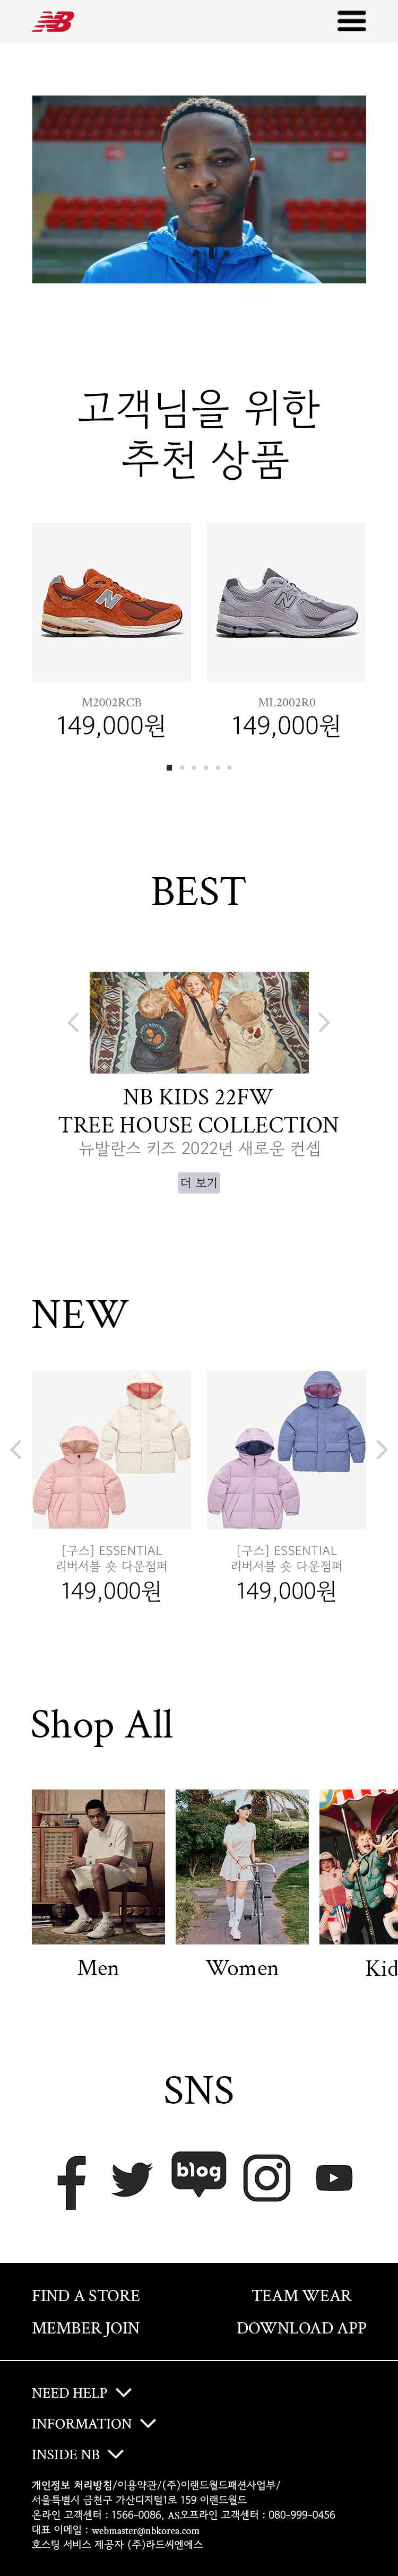 NB
고객님을 위한
추천 상품
M2002RCB
149,000원
ML2002R0
149,000원
BEST
NB KIDS 22FW
TREE HOUSE COLLECTION
뉴발란스 키즈 2022년 새로운 컨셉
더 보기
NEW
[구스] ESSENTIAL
리버서블 숏 다운점퍼
149,000원
[구스] ESSENTIAL
리버서블 숏 다운점퍼
149,000원
Shop All
Men
Women
Kid
SNS
blog
FIND A STORE
TEAM WEAR
MEMBER JOIN
DOWNLOAD APP
NEED HELP
INFORMATION
INSIDE NB
개인정보 처리방침/이용약관/(주)이랜드월드패션사업부/
서울특별시 금천구 가산디지털1로 159 이랜드월드
온라인 고객센터 : 1566-0086, AS오프라인 고객센터 : 080-999-0456
대표 이메일 : webmaster@nbkorea.com
호스팅 서비스 제공자 (주)라드씨엔에스